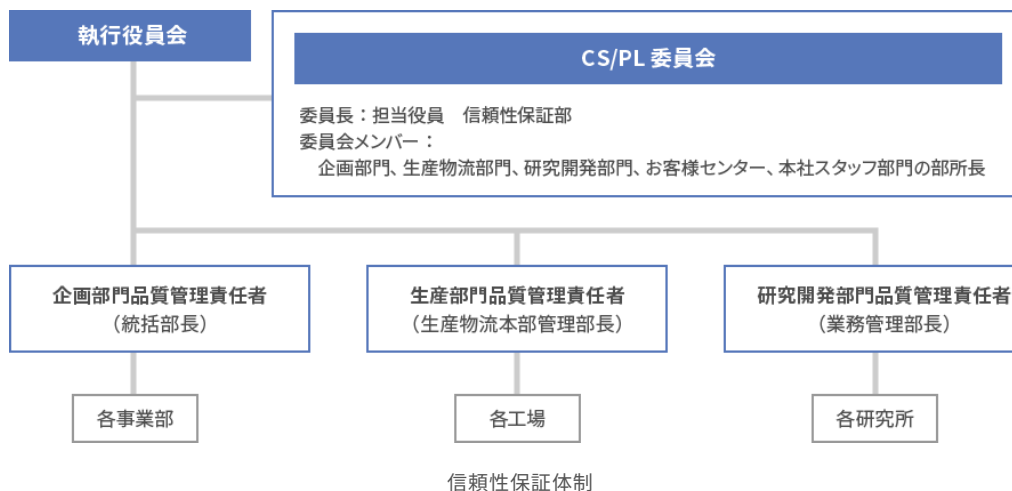 執行役員会
CS/PL 委員会
委員長：担当役員　信頼性保証部
委員会メンバー：
企画部門、生産物流部門、研究開発部門、お客様センター、本社スタッフ部門の部所長
企画部門品質管理責任者
（統括部長）
生産部門品質管理責任者
（生産物流本部管理部長）
研究開発部門品質管理責任者
（業務管理部長）
各事業部
各工場
各研究所
信頼性保証体制